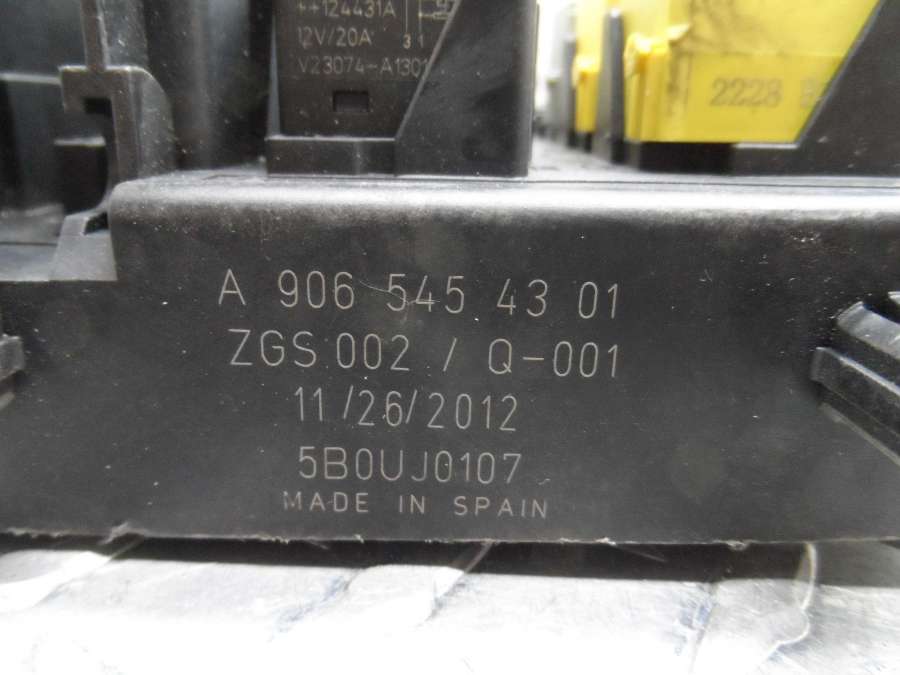 ++124431A
12V/20A 31
V23074-A1301
2228
A 906 545 43 01
ZGS 002 / Q-001
11/26/2012
5B0UJ0107
MADE IN SPAIN